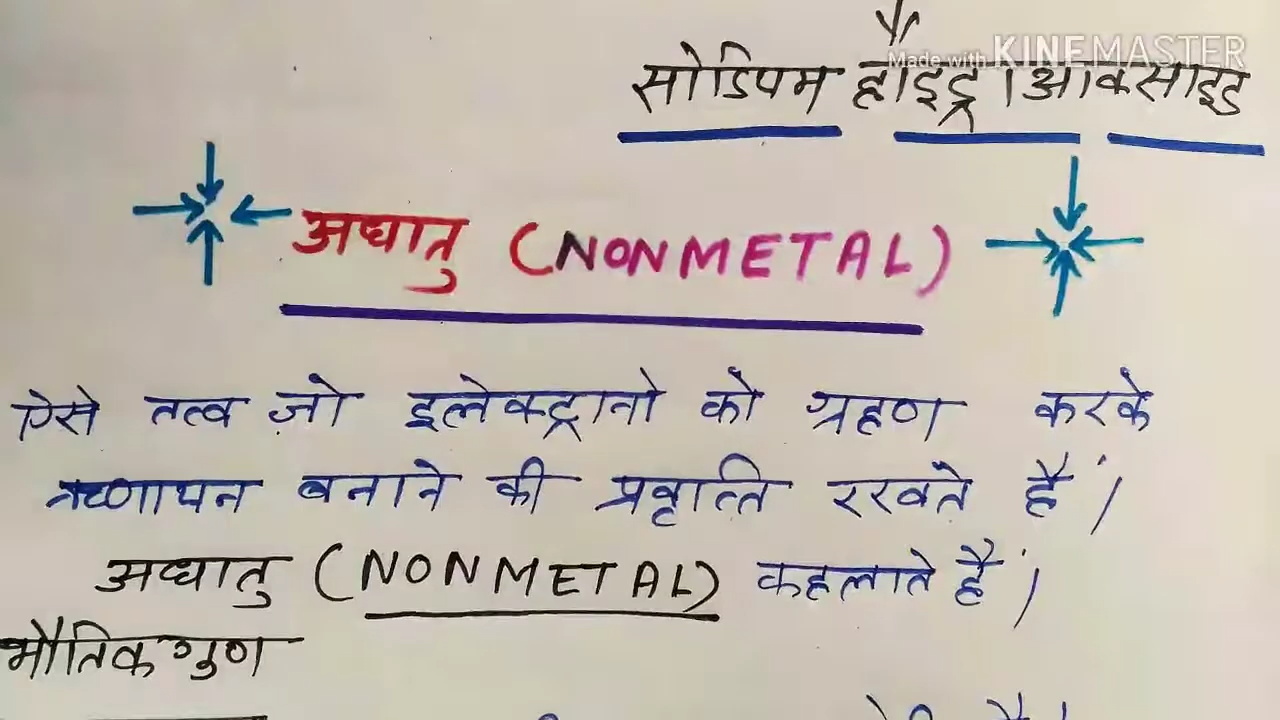 Made with KINEMASTER
सोडियम हाइड्राआक्साइड
अधातु (NONMETAL)
ऐसे तत्व जो इलेक्ट्रानो को ग्रहण करके
ऋणायन बनाने की प्रवृत्ति रखते हैं।
अधातु (NONMETAL) कहलाते हैं।
भौतिक गुण